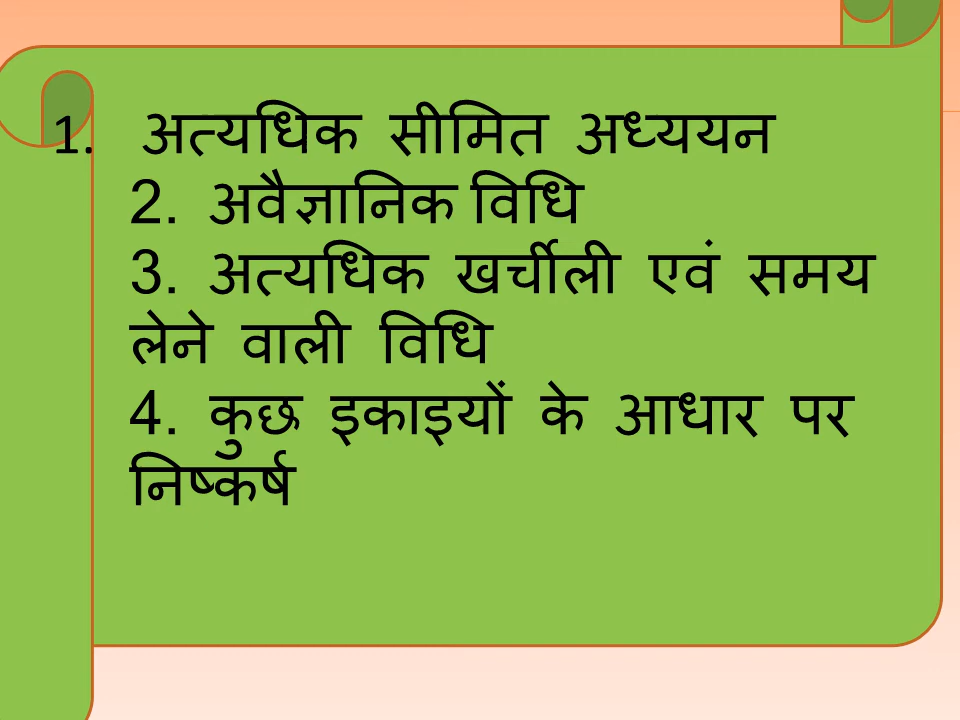 1. अत्यधिक सीमित अध्ययन
2. अवैज्ञानिक विधि
3. अत्यधिक खर्चीली एवं समय
लेने वाली विधि
4. कुछ इकाइयों के आधार पर
निष्कर्ष